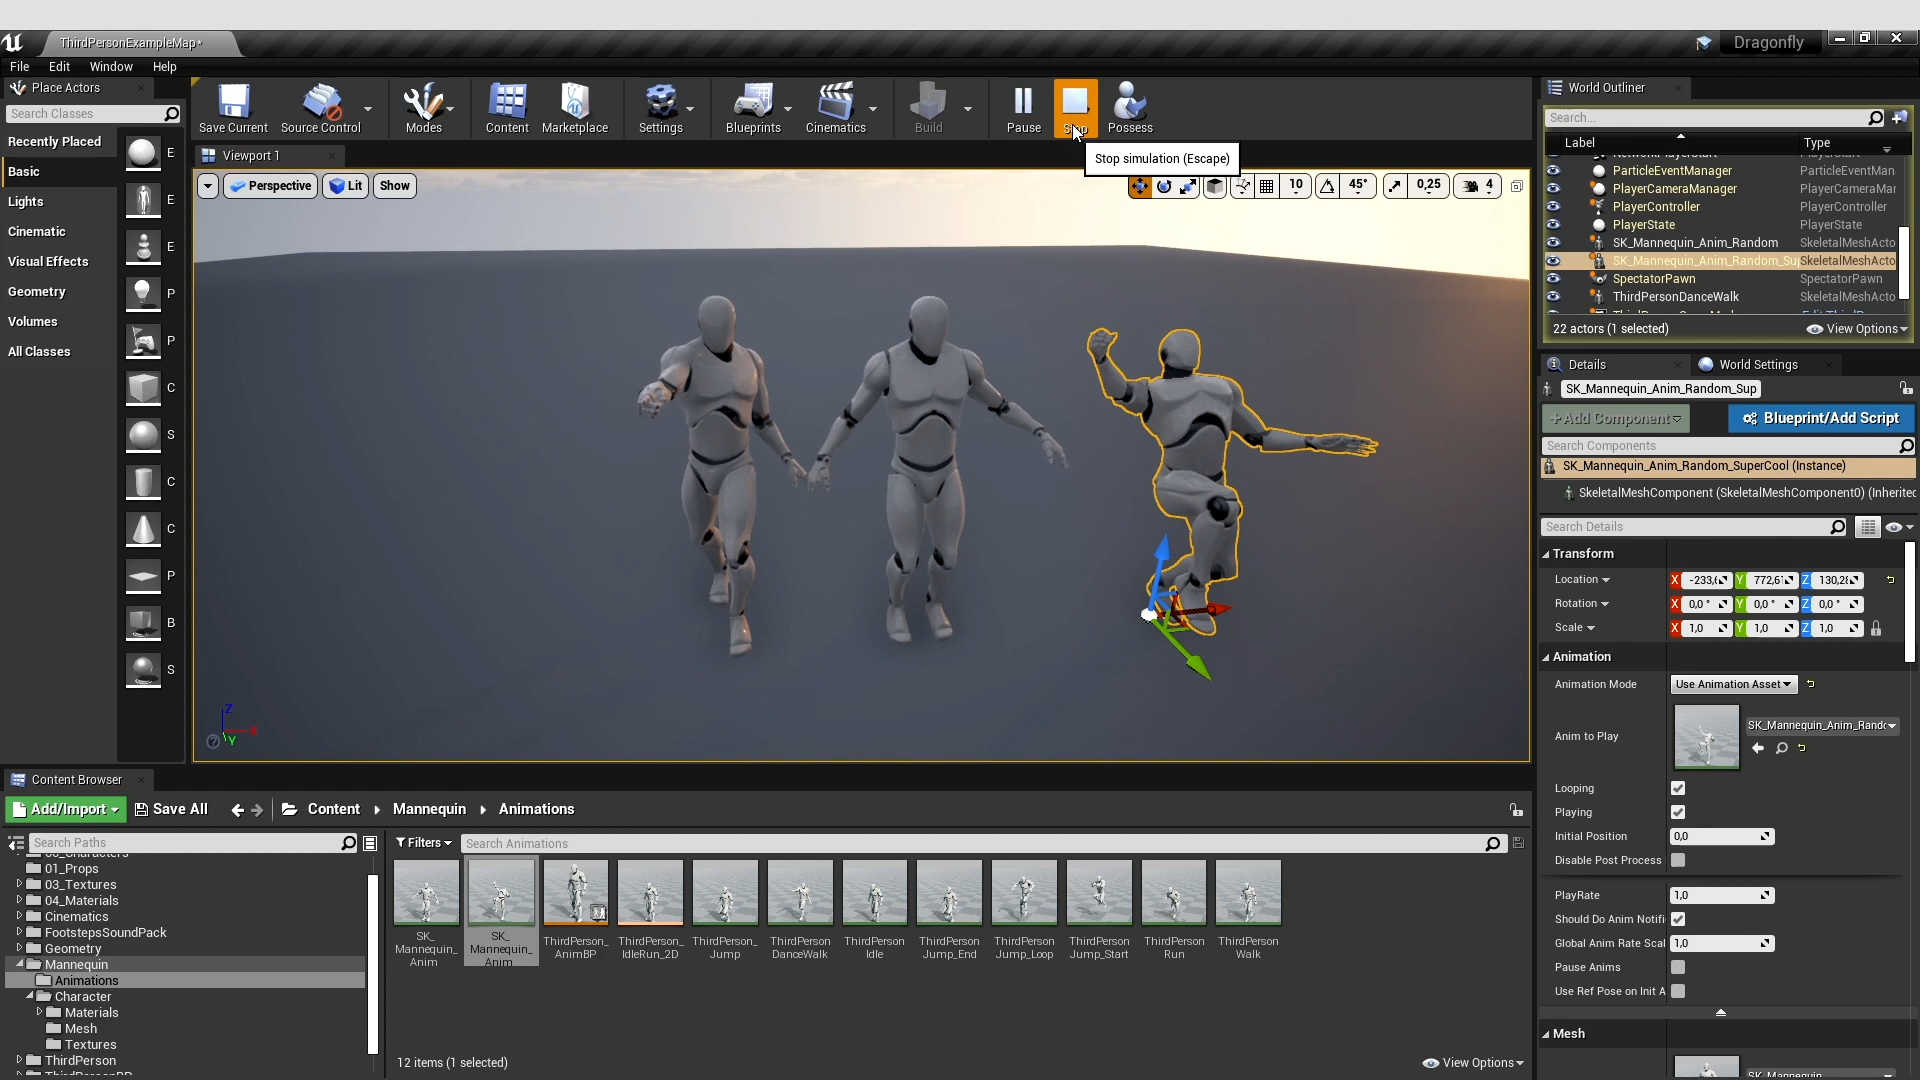 ThirdPersonExampleMap*
Dragonfly
File Edit Window Help
Place Actors
Search Classes
Recently Placed
Basic
Lights
Cinematic
Visual Effects
Geometry
Volumes
All Classes
E
E
E
P
P
C
S
C
C
P
B
S
Save Current
Source Control
Modes
Content
Marketplace
Settings
Blueprints
Cinematics
Build
Pause
Possess
Stop simulation (Escape)
Viewport 1
Perspective
Lit
Show
10
45°
0,25
4
Z
X
Y
World Outliner
Search...
Label Type
ParticleEventManager ParticleEventMan
PlayerCameraManager PlayerCameraMar
PlayerController PlayerController
PlayerState PlayerState
SK_Mannequin_Anim_Random SkeletalMeshActo
SK_Mannequin_Anim_Random_Sup SkeletalMeshActo
SpectatorPawn SpectatorPawn
ThirdPersonDanceWalk SkeletalMeshActo
22 actors (1 selected)
View Options
Details
World Settings
SK_Mannequin_Anim_Random_Sup
+Add Component
Blueprint/Add Script
Search Components
SK_Mannequin_Anim_Random_SuperCool (Instance)
SkeletalMeshComponent (SkeletalMeshComponent0) (Inherited
Search Details
Transform
Location X -233,6 Y 772,61 Z 130,28
Rotation X 0,0 ° Y 0,0 ° Z 0,0 °
Scale X 1,0 Y 1,0 Z 1,0
Animation
Animation Mode Use Animation Asset
Anim to Play SK_Mannequin_Anim_Rando
Looping
Playing
Initial Position 0,0
Disable Post Process
PlayRate 1,0
Should Do Anim Notifi
Global Anim Rate Scal 1,0
Pause Anims
Use Ref Pose on Init A
Mesh
SK_Mannequin
Content Browser
Add/Import Save All Content Mannequin Animations
Search Paths
01_Props
03_Textures
04_Materials
Cinematics
FootstepsSoundPack
Geometry
Mannequin
Animations
Character
Materials
Mesh
Textures
ThirdPerson
Filters Search Animations
SK_
Mannequin_
Anim
SK_
Mannequin_
Anim
ThirdPerson_
AnimBP
ThirdPerson_
IdleRun_2D
ThirdPerson_
Jump
ThirdPerson
DanceWalk
ThirdPerson
Idle
ThirdPerson
Jump_End
ThirdPerson
Jump_Loop
ThirdPerson
Jump_Start
ThirdPerson
Run
ThirdPerson
Walk
12 items (1 selected)
View Options